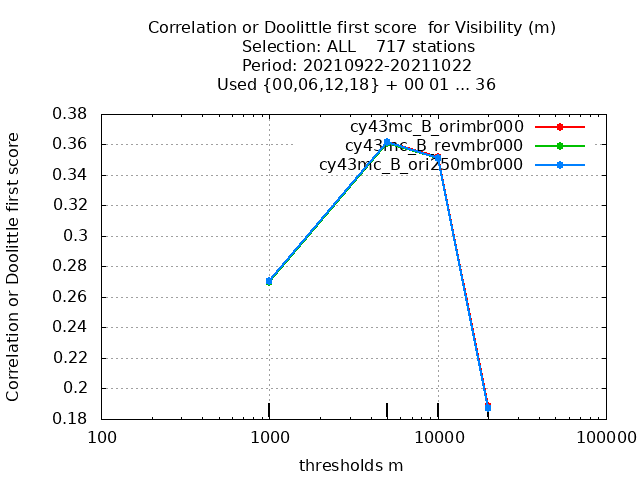 Correlation or Doolittle first score  for Visibility (m)
Selection: ALL    717 stations
Period: 20210922-20211022
Used {00,06,12,18} + 00 01 ... 36
Correlation or Doolittle first score
0.38
0.36
0.34
0.32
0.3
0.28
0.26
0.24
0.22
0.2
0.18
cy43mc_B_orimbr000
cy43mc_B_revmbr000
cy43mc_B_ori250mbr000
100
1000
10000
100000
thresholds m